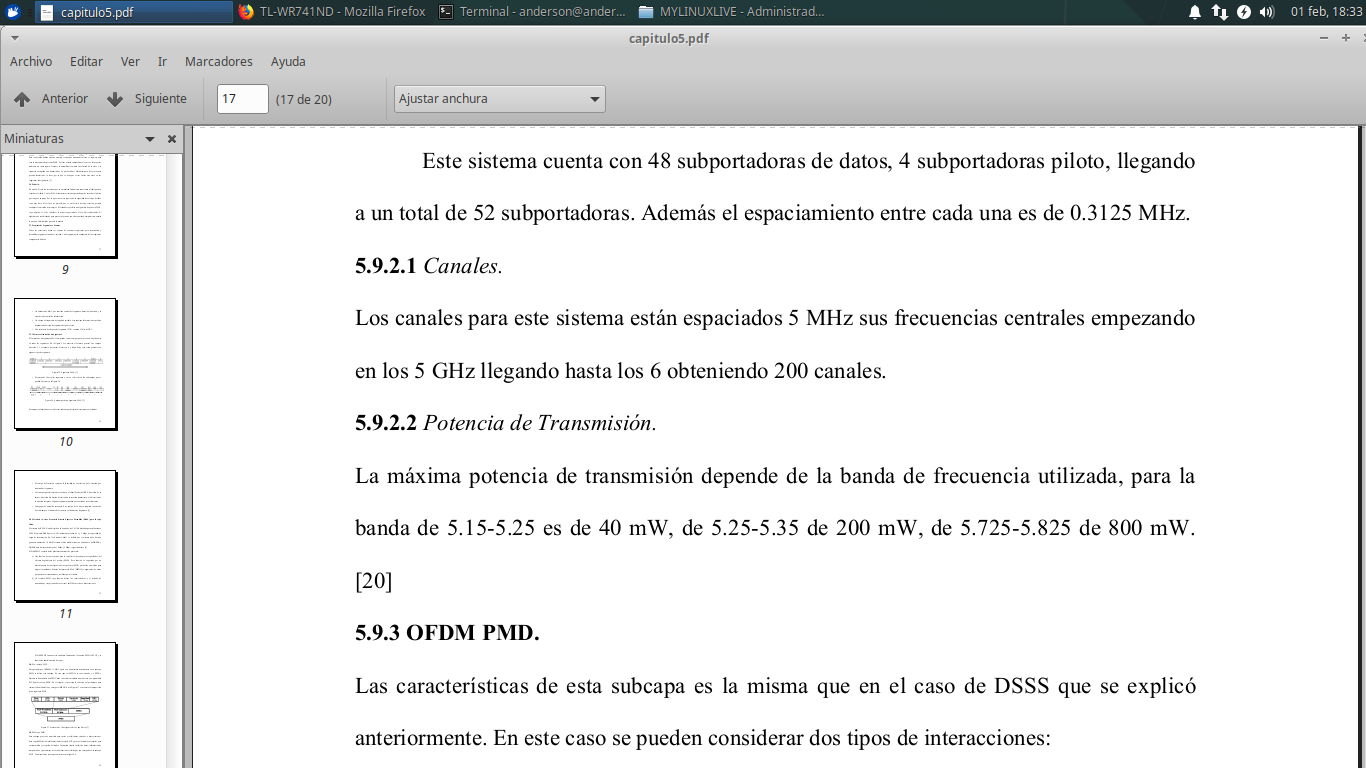 capitulo5.pdf
TL-WR741ND - Mozilla Firefox
Terminal - anderson@ander...
MYLINUXLIVE - Administrad...
01 feb, 18:33
capitulo5.pdf
Archivo Editar Ver Ir Marcadores Ayuda
Anterior Siguiente 17 (17 de 20) Ajustar anchura
Miniaturas
9
10
11
Este sistema cuenta con 48 subportadoras de datos, 4 subportadoras piloto, llegando
a un total de 52 subportadoras. Además el espaciamiento entre cada una es de 0.3125 MHz.
5.9.2.1 Canales.
Los canales para este sistema están espaciados 5 MHz sus frecuencias centrales empezando
en los 5 GHz llegando hasta los 6 obteniendo 200 canales.
5.9.2.2 Potencia de Transmisión.
La máxima potencia de transmisión depende de la banda de frecuencia utilizada, para la
banda de 5.15-5.25 es de 40 mW, de 5.25-5.35 de 200 mW, de 5.725-5.825 de 800 mW.
[20]
5.9.3 OFDM PMD.
Las características de esta subcapa es la misma que en el caso de DSSS que se explicó
anteriormente. En este caso se pueden considerar dos tipos de interacciones: